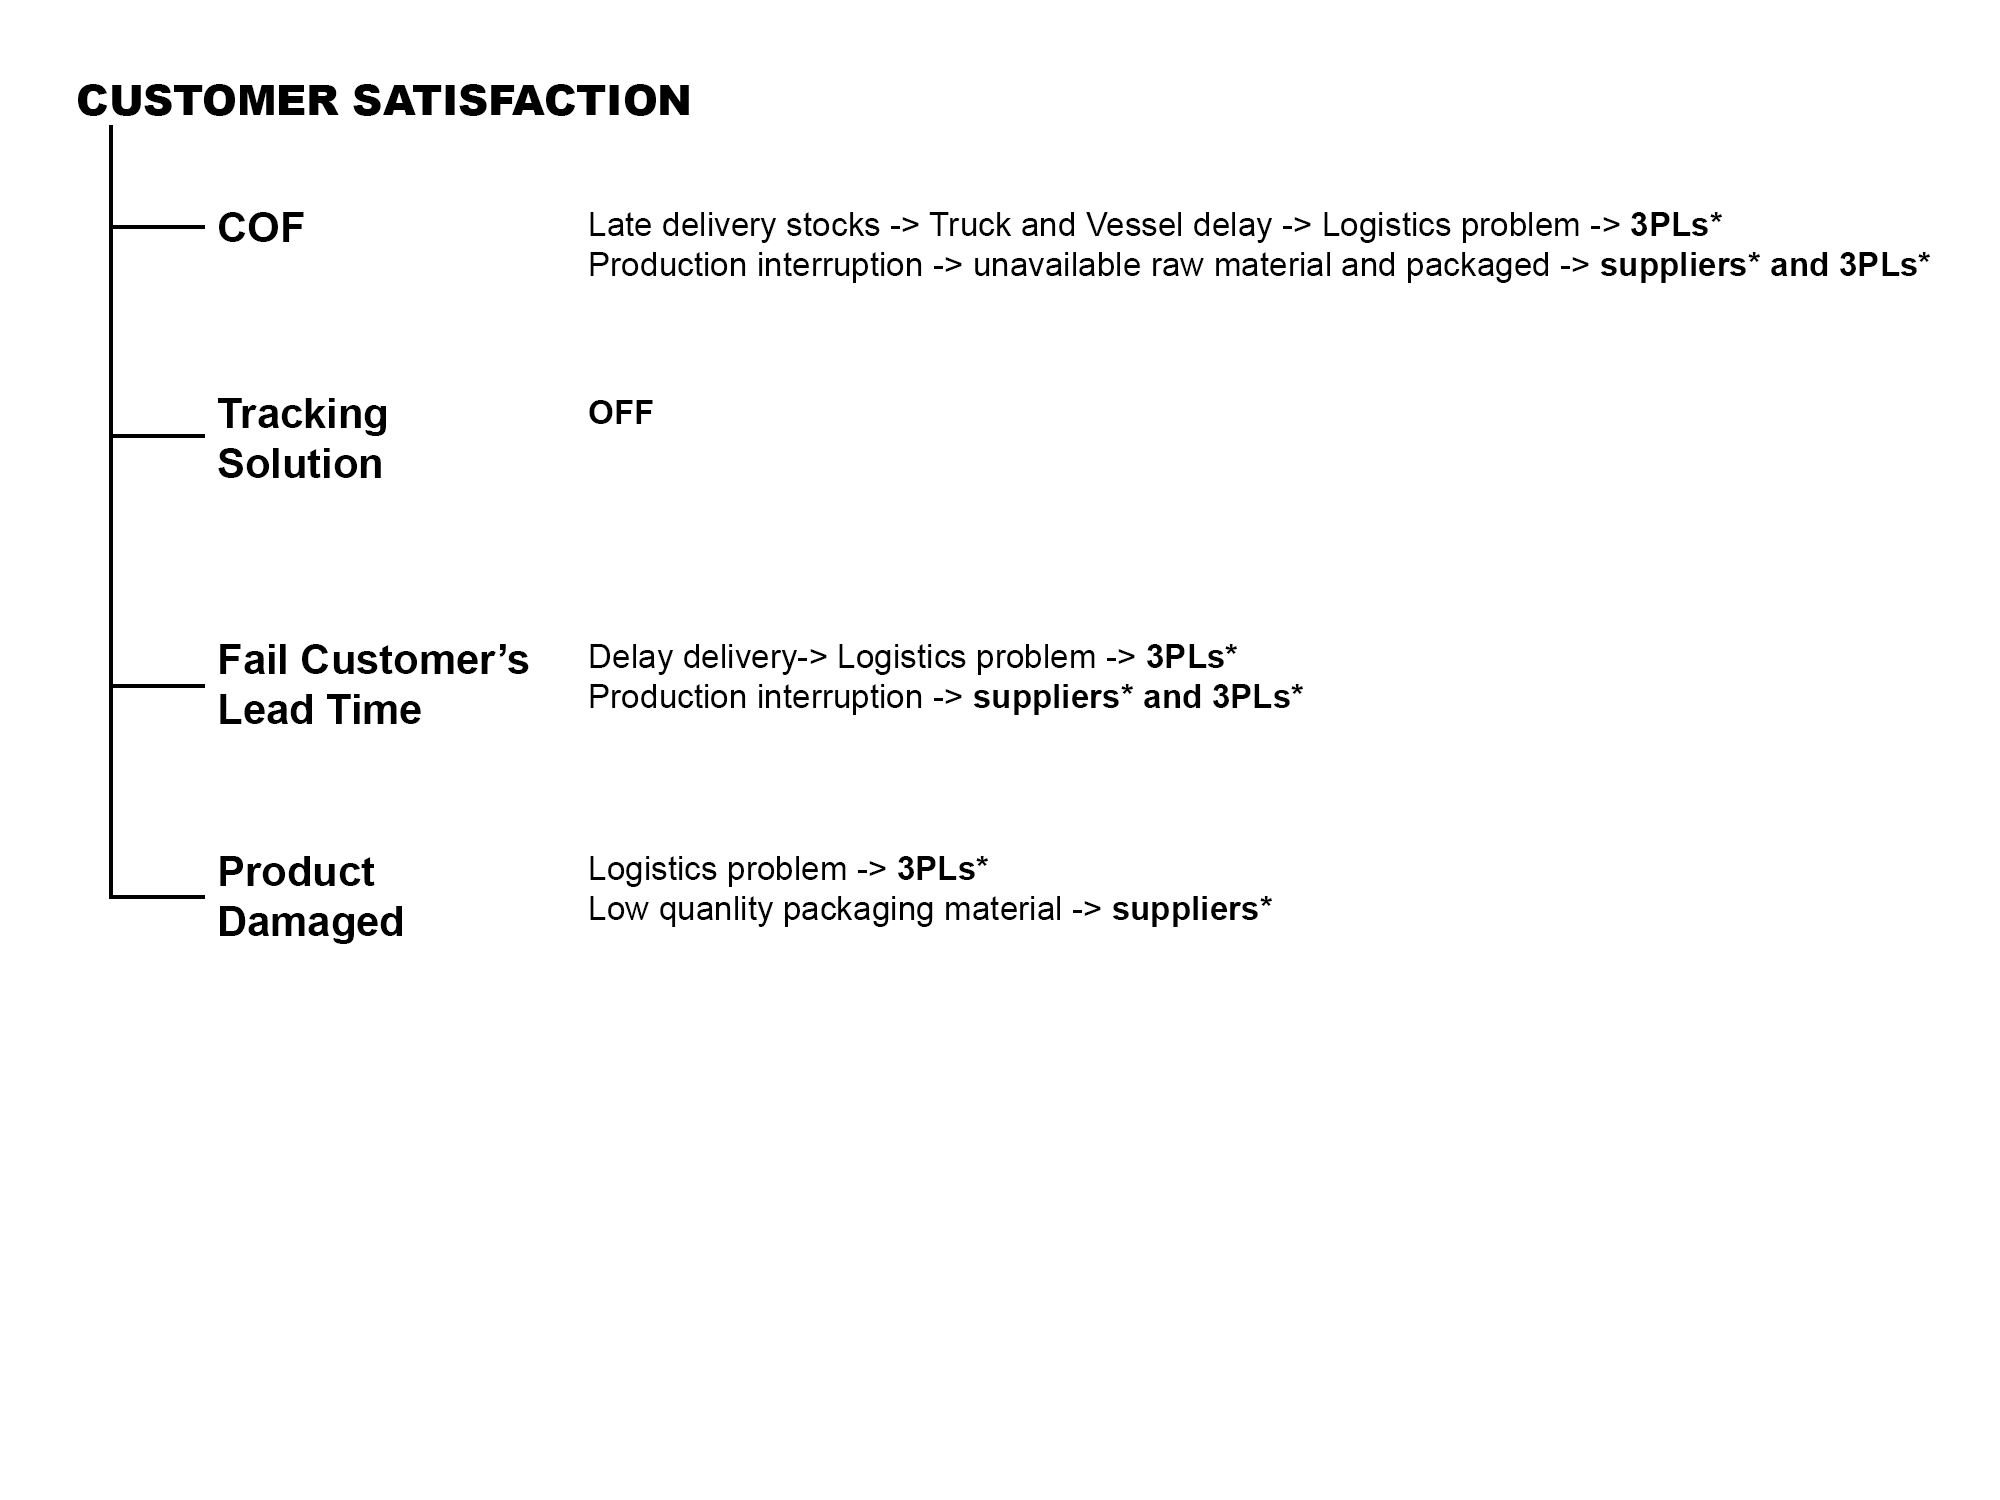 CUSTOMER SATISFACTION
COF
Late delivery stocks -> Truck and Vessel delay -> Logistics problem -> 3PLs*
Production interruption -> unavailable raw material and packaged -> suppliers* and 3PLs*
Tracking
Solution
OFF
Fail Customer’s
Lead Time
Delay delivery-> Logistics problem -> 3PLs*
Production interruption -> suppliers* and 3PLs*
Product
Damaged
Logistics problem -> 3PLs*
Low quanlity packaging material -> suppliers*